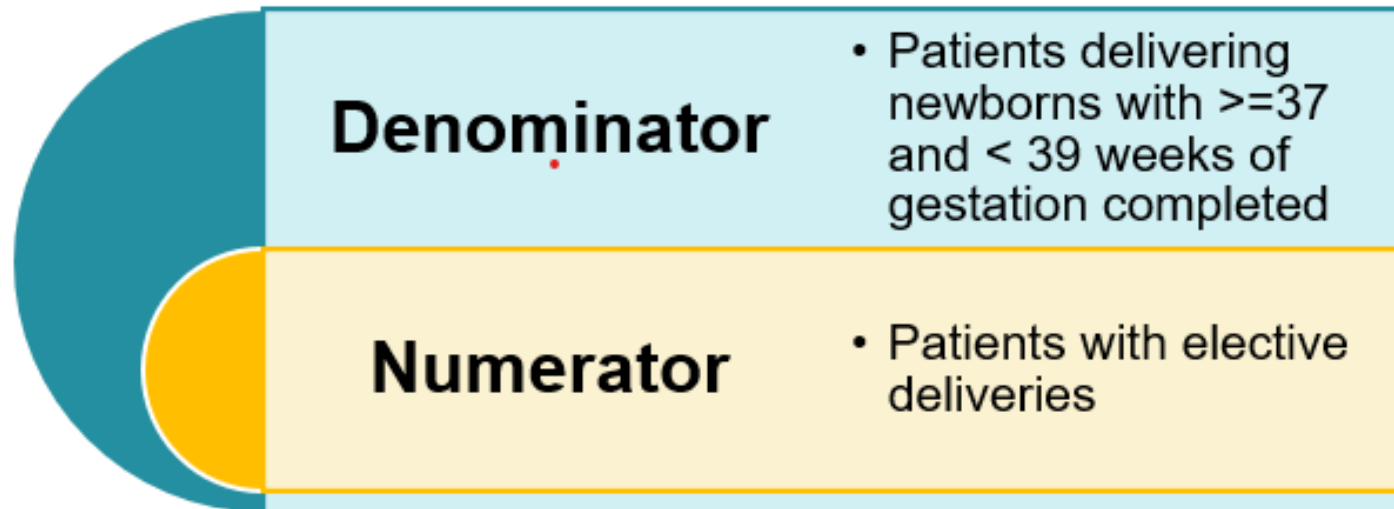 Denominator
• Patients delivering
newborns with >=37
and < 39 weeks of
gestation completed
Numerator
• Patients with elective
deliveries